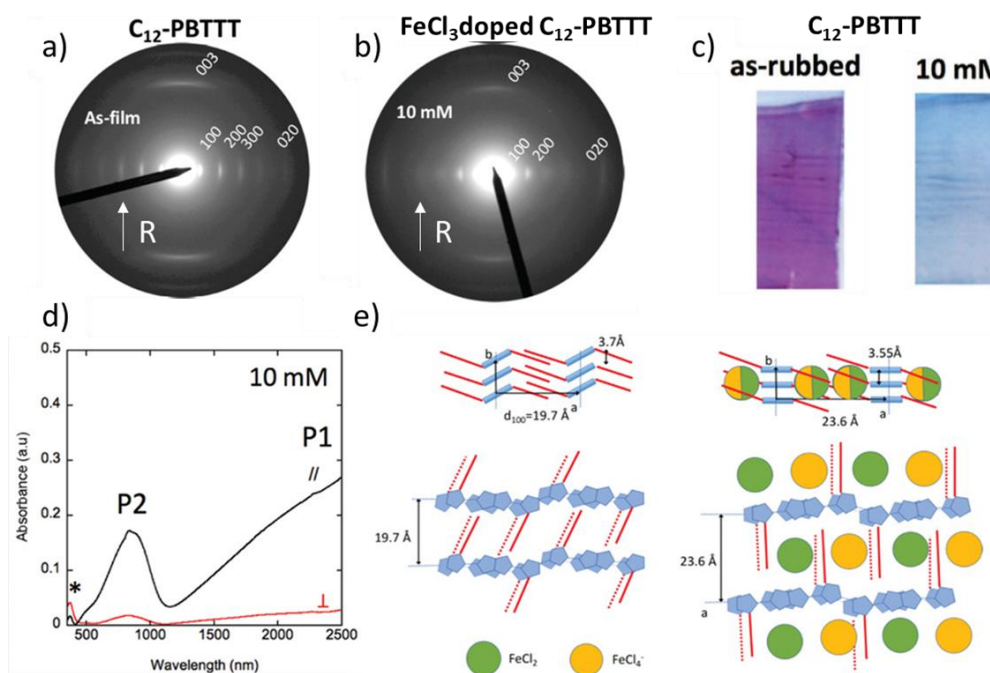 a)
C₁₂-PBTTT
As-film
003
100
200
300
020
R
b)
FeCl₃doped C₁₂-PBTTT
10 mM
003
100
200
020
R
c)
C₁₂-PBTTT
as-rubbed
10 mM
d)
0.5
0.4
0.3
0.2
0.1
0
Absorbance (a.u)
10 mM
P1
//
P2
*
⊥
500
1000
1500
2000
2500
Wavelength (nm)
e)
b
3.7Å
a
d₁₀₀=19.7 Å
19.7 Å
b
3.55Å
a
23.6 Å
23.6 Å
a
FeCl₂
FeCl₄⁻